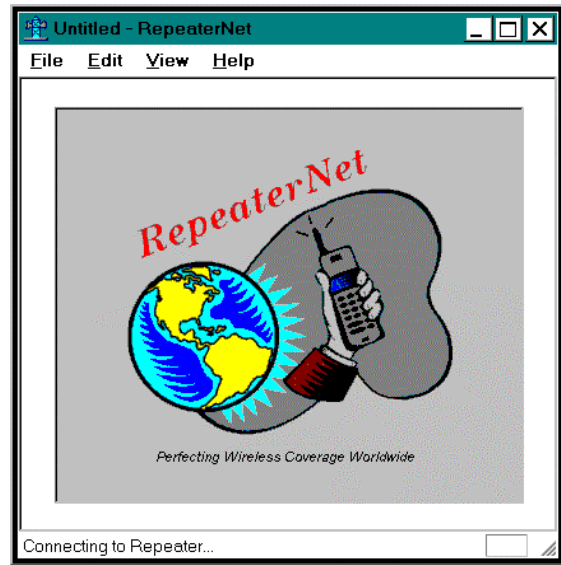 Untitled - RepeaterNet
File Edit View Help
RepeaterNet
Perfecting Wireless Coverage Worldwide
Connecting to Repeater...